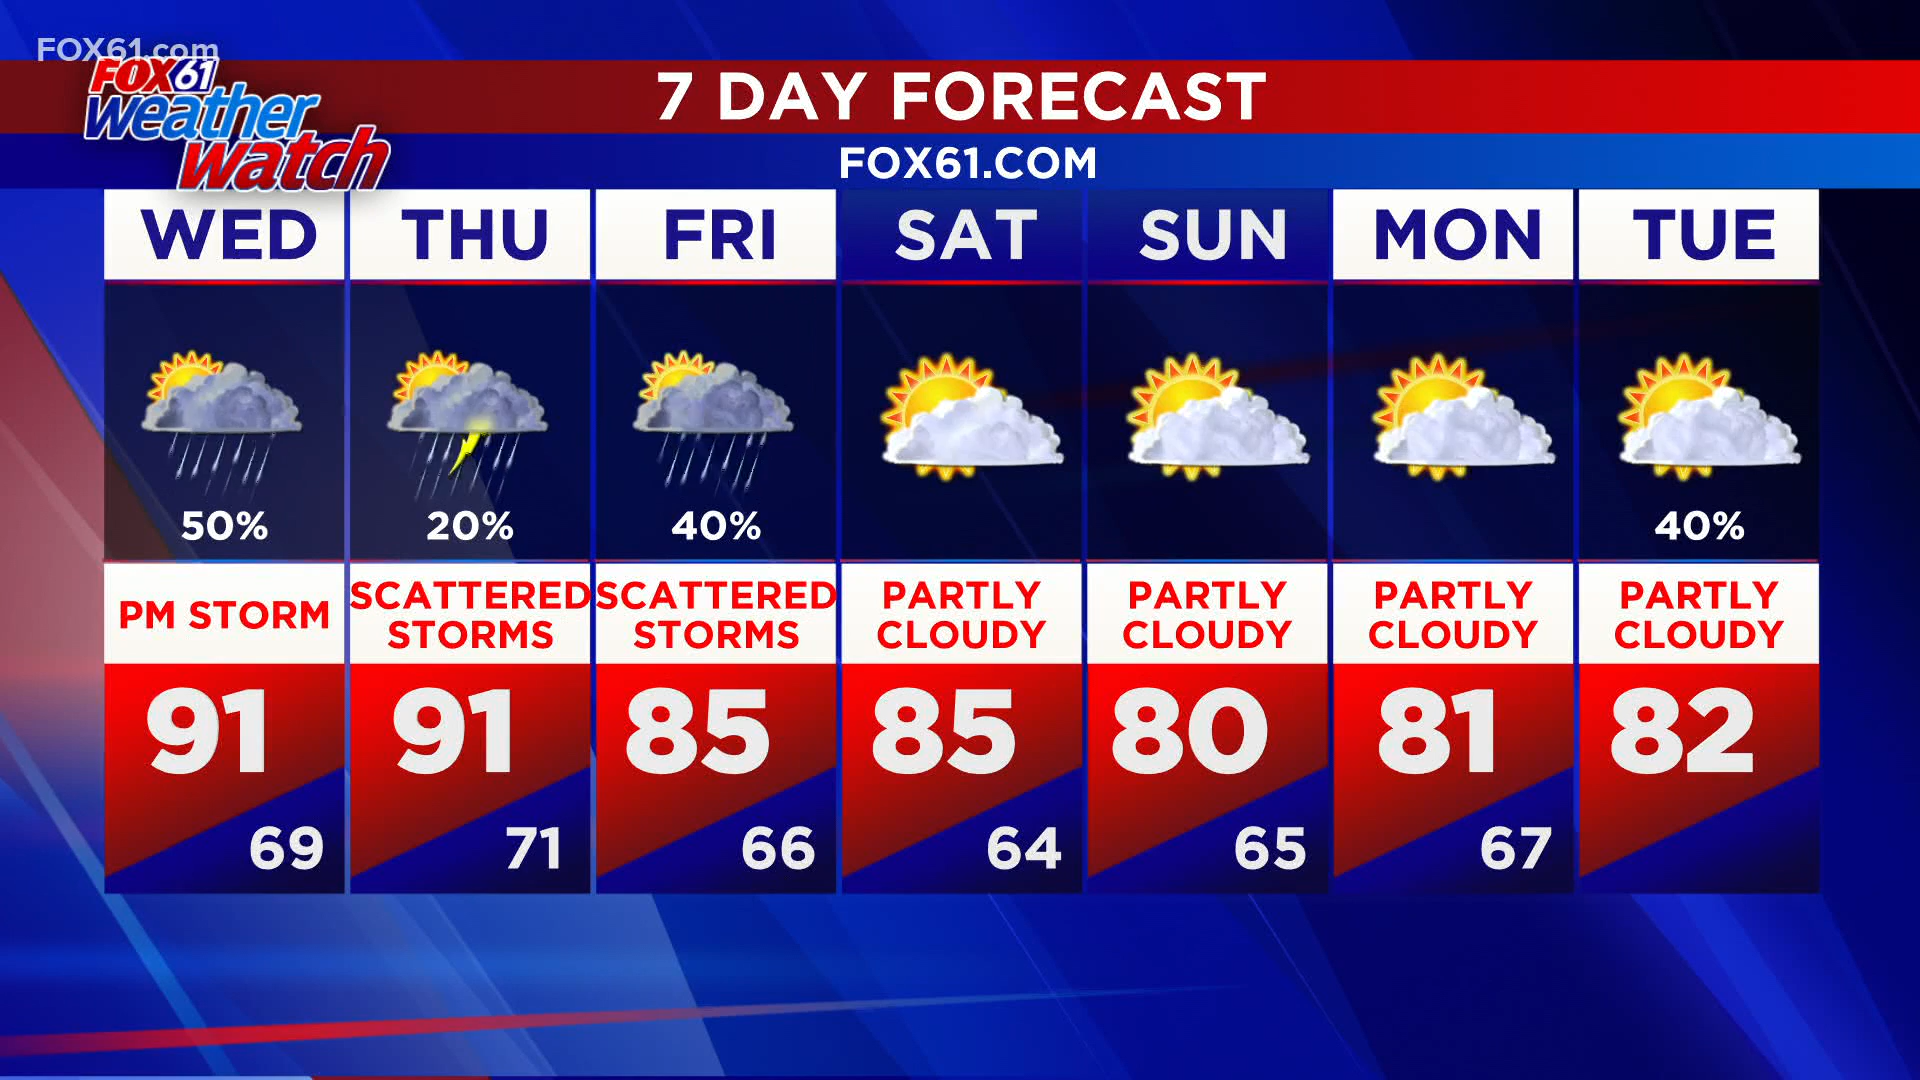 FOX61.com
FOX61
Weather
Watch
7 DAY FORECAST
FOX61.COM
WED THU FRI SAT SUN MON TUE
50% 20% 40% 40%
PM STORM
SCATTERED
STORMS
SCATTERED
STORMS
PARTLY
CLOUDY
PARTLY
CLOUDY
PARTLY
CLOUDY
PARTLY
CLOUDY
91 91 85 85 80 81 82
69 71 66 64 65 67